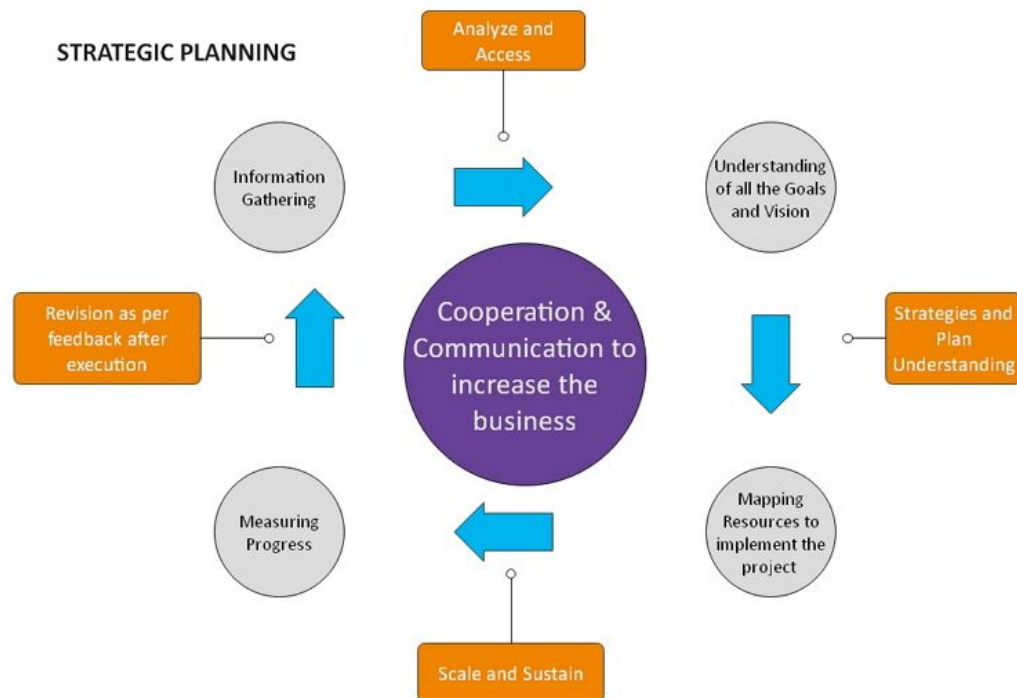 STRATEGIC PLANNING
Analyze and
Access
Information
Gathering
Understanding
of all the Goals
and Vision
Revision as per
feedback after
execution
Cooperation &
Communication to
increase the
business
Strategies and
Plan
Understanding
Measuring
Progress
Mapping
Resources to
implement the
project
Scale and Sustain